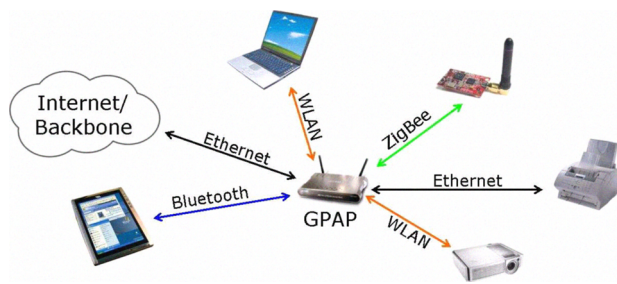 Internet/
Backbone
Ethernet
WLAN
ZigBee
Bluetooth
GPAP
Ethernet
WLAN